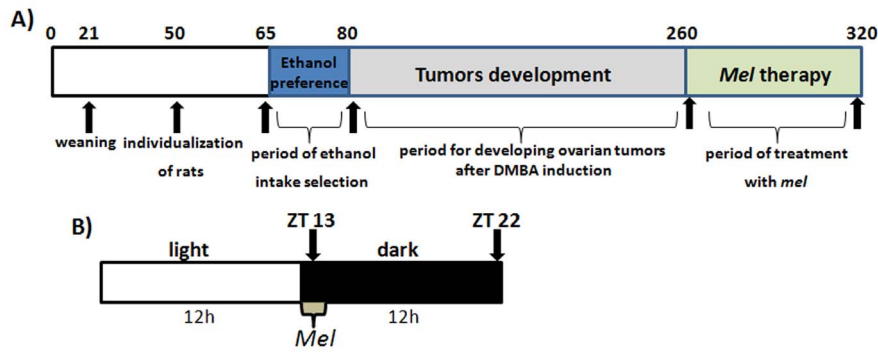 A)
0 21 50 65 80 260 320
Ethanol
preference
Tumors development
Mel therapy
weaning
individualization
of rats
period of ethanol
intake selection
period for developing ovarian tumors
after DMBA induction
period of treatment
with mel
B)
ZT 13
ZT 22
light
dark
12h
12h
Mel